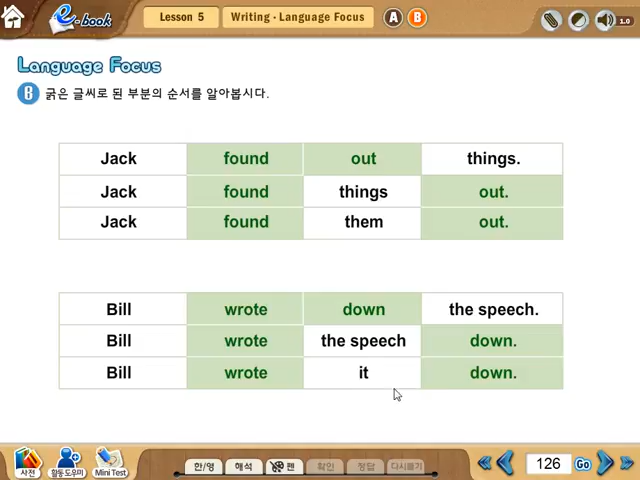 e-book Lesson 5 Writing · Language Focus A B 1.0
Language Focus
B 굵은 글씨로 된 부분의 순서를 알아봅시다.
Jack found out things.
Jack found things out.
Jack found them out.
Bill wrote down the speech.
Bill wrote the speech down.
Bill wrote it down.
사전 활동도우미 Mini Test 한/영 해석 펜 확인 정답 다시풀기 126 Go